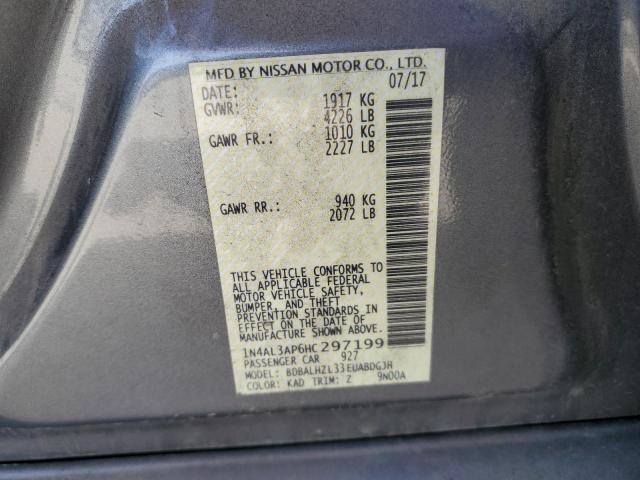 MFD BY NISSAN MOTOR CO., LTD.
DATE: 07/17
GVWR: 1917 KG
4226 LB
GAWR FR.: 1010 KG
2227 LB
GAWR RR.: 940 KG
2072 LB
THIS VEHICLE CONFORMS TO
ALL APPLICABLE FEDERAL
MOTOR VEHICLE SAFETY,
BUMPER, AND THEFT
PREVENTION STANDARDS IN
EFFECT ON THE DATE OF
MANUFACTURE SHOWN ABOVE.
1N4AL3AP6HC297199
PASSENGER CAR 927
MODEL: BDBALHZL33EUABDGJH
COLOR: KAD TRIM: Z 9N00A